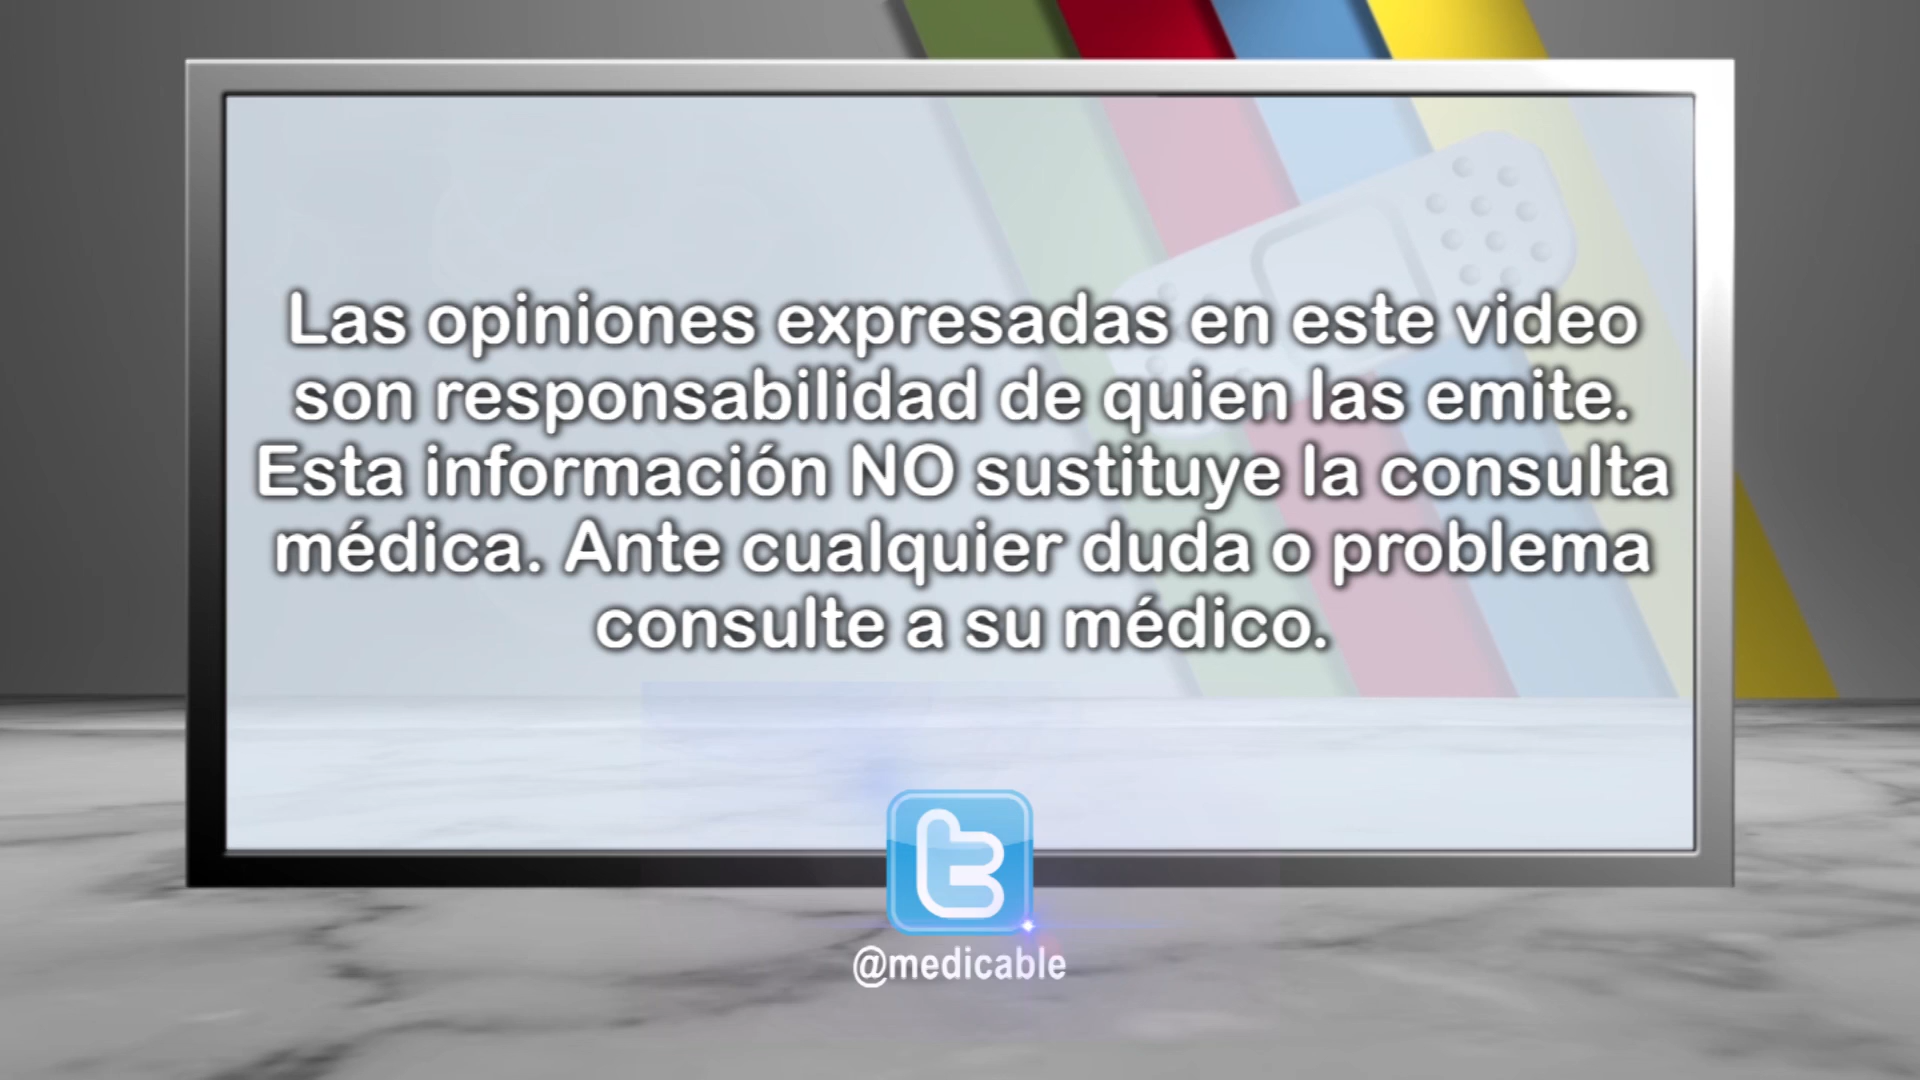 Las opiniones expresadas en este video
son responsabilidad de quien las emite.
Esta información NO sustituye la consulta
médica. Ante cualquier duda o problema
consulte a su médico.
@medicable